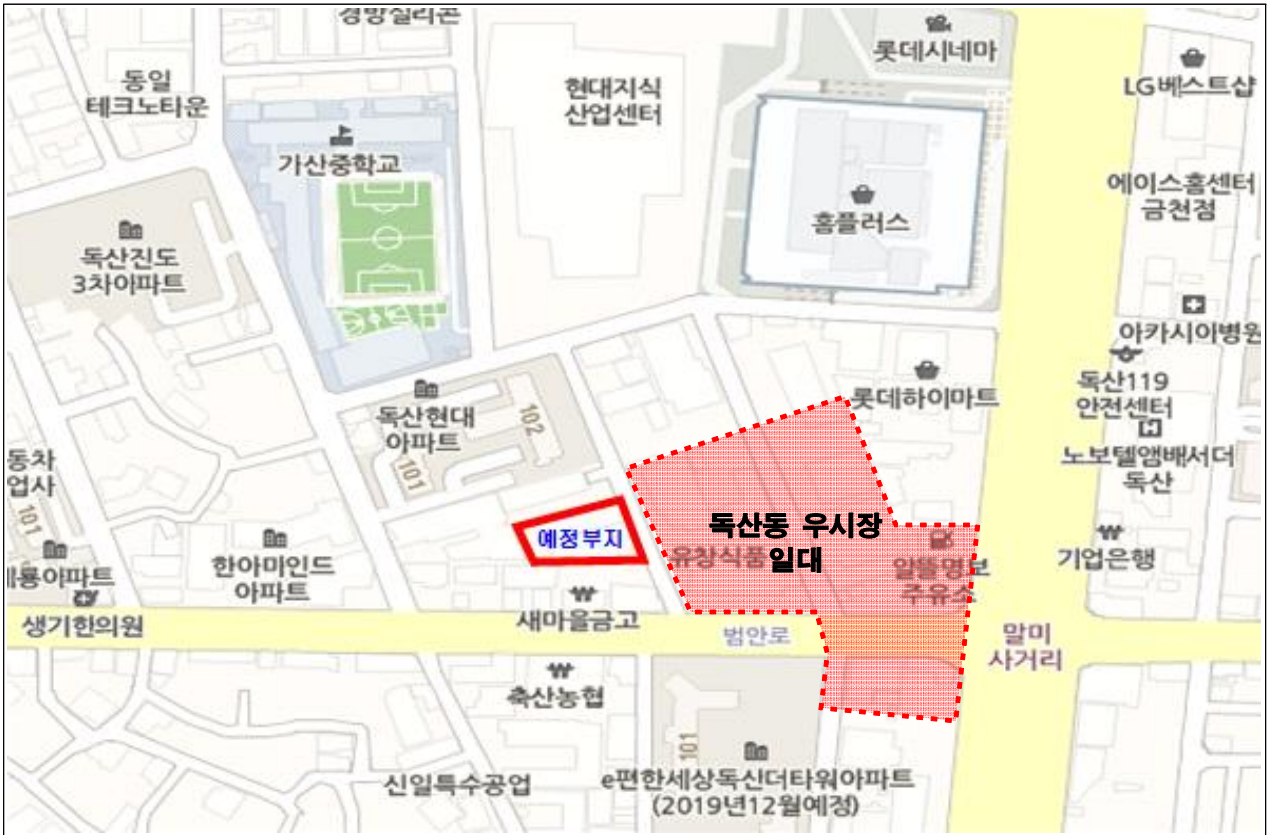 경방실리콘
롯데시네마
동일
테크노타운
현대지식
산업센터
LG베스트샵
가산중학교
에이스홈센터
금천점
홈플러스
독산진도
3차아파트
아카시아병원
독산119
안전센터
롯데하이마트
독산현대
아파트
102
101
노보텔앰배서더
독산
동차
업사
101
예정부지
독산동 우시장
일대
유창식품
알뜰명보
주유소
기업은행
한아미인드
아파트
룡아파트
새마을금고
생기한의원
범안로
말미
사거리
축산농협
101
신일특수공업
e편한세상독산더타워아파트
(2019년12월예정)